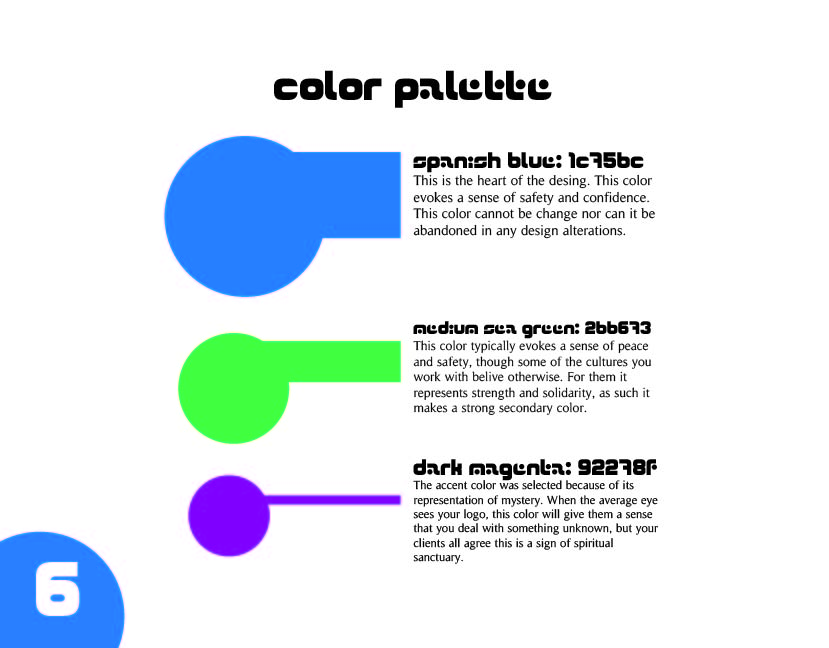 color palette
spanish blue: 1c75bc
This is the heart of the desing. This color
evokes a sense of safety and confidence.
This color cannot be change nor can it be
abandoned in any design alterations.
medium sea green: 2bb673
This color typically evokes a sense of peace
and safety, though some of the cultures you
work with belive otherwise. For them it
represents strength and solidarity, as such it
makes a strong secondary color.
dark magenta: 92278f
The accent color was selected because of its
representation of mystery. When the average eye
sees your logo, this color will give them a sense
that you deal with something unknown, but your
clients all agree this is a sign of spiritual
sanctuary.
6